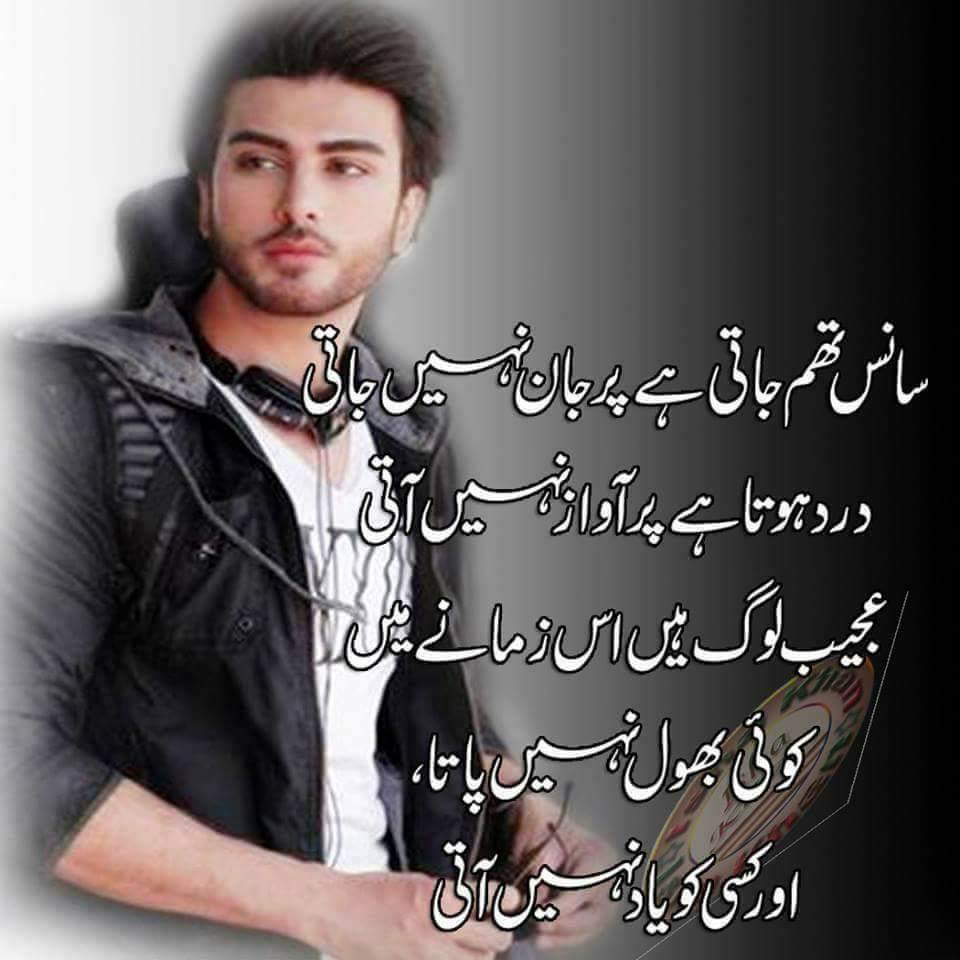 سانس تھم جاتی ہے پر جان نہیں جاتی
درد ہوتا ہے پر آواز نہیں آتی
عجیب لوگ ہیں اس زمانے میں
کوئی بھول نہیں پاتا،
اور کسی کو یاد نہیں آتی